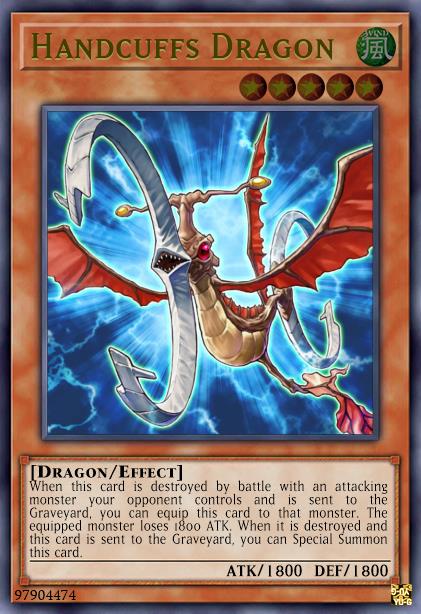 HANDCUFFS DRAGON
WIND
風
[DRAGON/EFFECT]
When this card is destroyed by battle with an attacking
monster your opponent controls and is sent to the
Graveyard, you can equip this card to that monster. The
equipped monster loses 1800 ATK. When it is destroyed and
this card is sent to the Graveyard, you can Special Summon
this card.
ATK/1800 DEF/1800
97904474